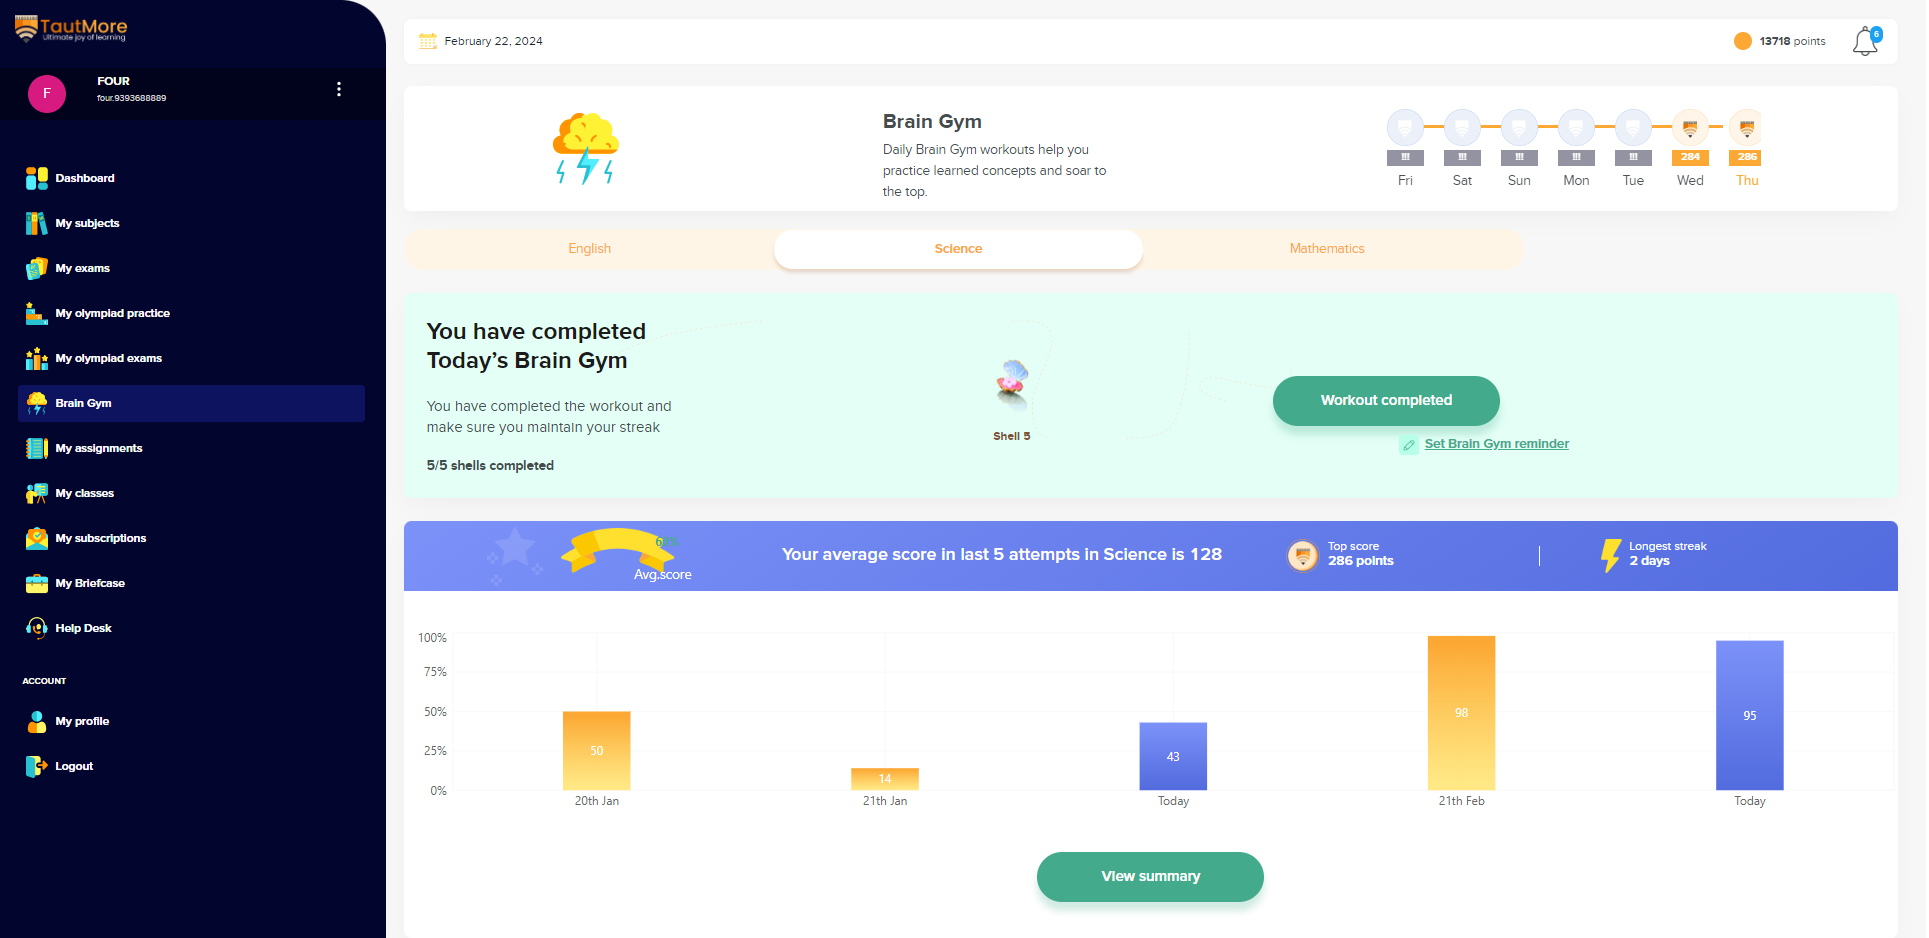 TautMore
Ultimate joy of learning
F
FOUR
four.9393688889
Dashboard
My subjects
My exams
My olympiad practice
My olympiad exams
Brain Gym
My assignments
My classes
My subscriptions
My Briefcase
Help Desk
ACCOUNT
My profile
Logout
February 22, 2024
13718 points
6
Brain Gym
Daily Brain Gym workouts help you
practice learned concepts and soar to
the top.
!!! !!! !!! !!! !!! 284 286
Fri Sat Sun Mon Tue Wed Thu
English Science Mathematics
You have completed
Today’s Brain Gym
You have completed the workout and
make sure you maintain your streak
5/5 shells completed
Shell 5
Workout completed
Set Brain Gym reminder
Avg.score
Your average score in last 5 attempts in Science is 128
Top score
286 points
Longest streak
2 days
100%
75%
50%
25%
0%
50 14 43 98 95
20th Jan 21th Jan Today 21th Feb Today
View summary